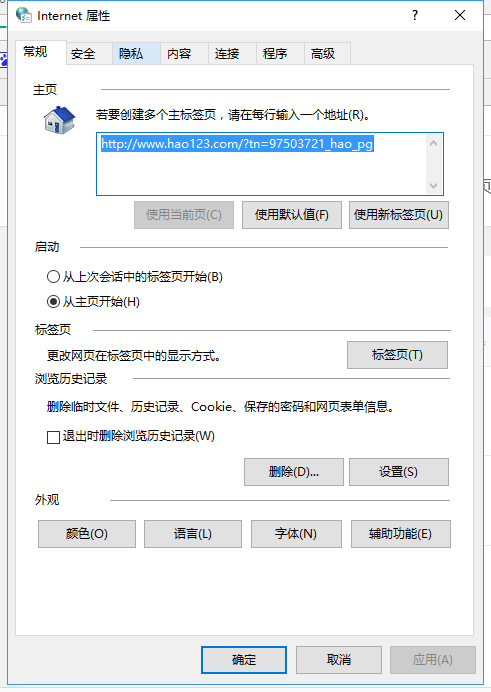 Internet 属性
常规 安全 隐私 内容 连接 程序 高级
主页
若要创建多个主标签页，请在每行输入一个地址(R)。
http://www.hao123.com/?tn=97503721_hao_pg
使用当前页(C) 使用默认值(F) 使用新标签页(U)
启动
从上次会话中的标签页开始(B)
从主页开始(H)
标签页
更改网页在标签页中的显示方式。 标签页(T)
浏览历史记录
删除临时文件、历史记录、Cookie、保存的密码和网页表单信息。
退出时删除浏览历史记录(W)
删除(D)... 设置(S)
外观
颜色(O) 语言(L) 字体(N) 辅助功能(E)
确定 取消 应用(A)